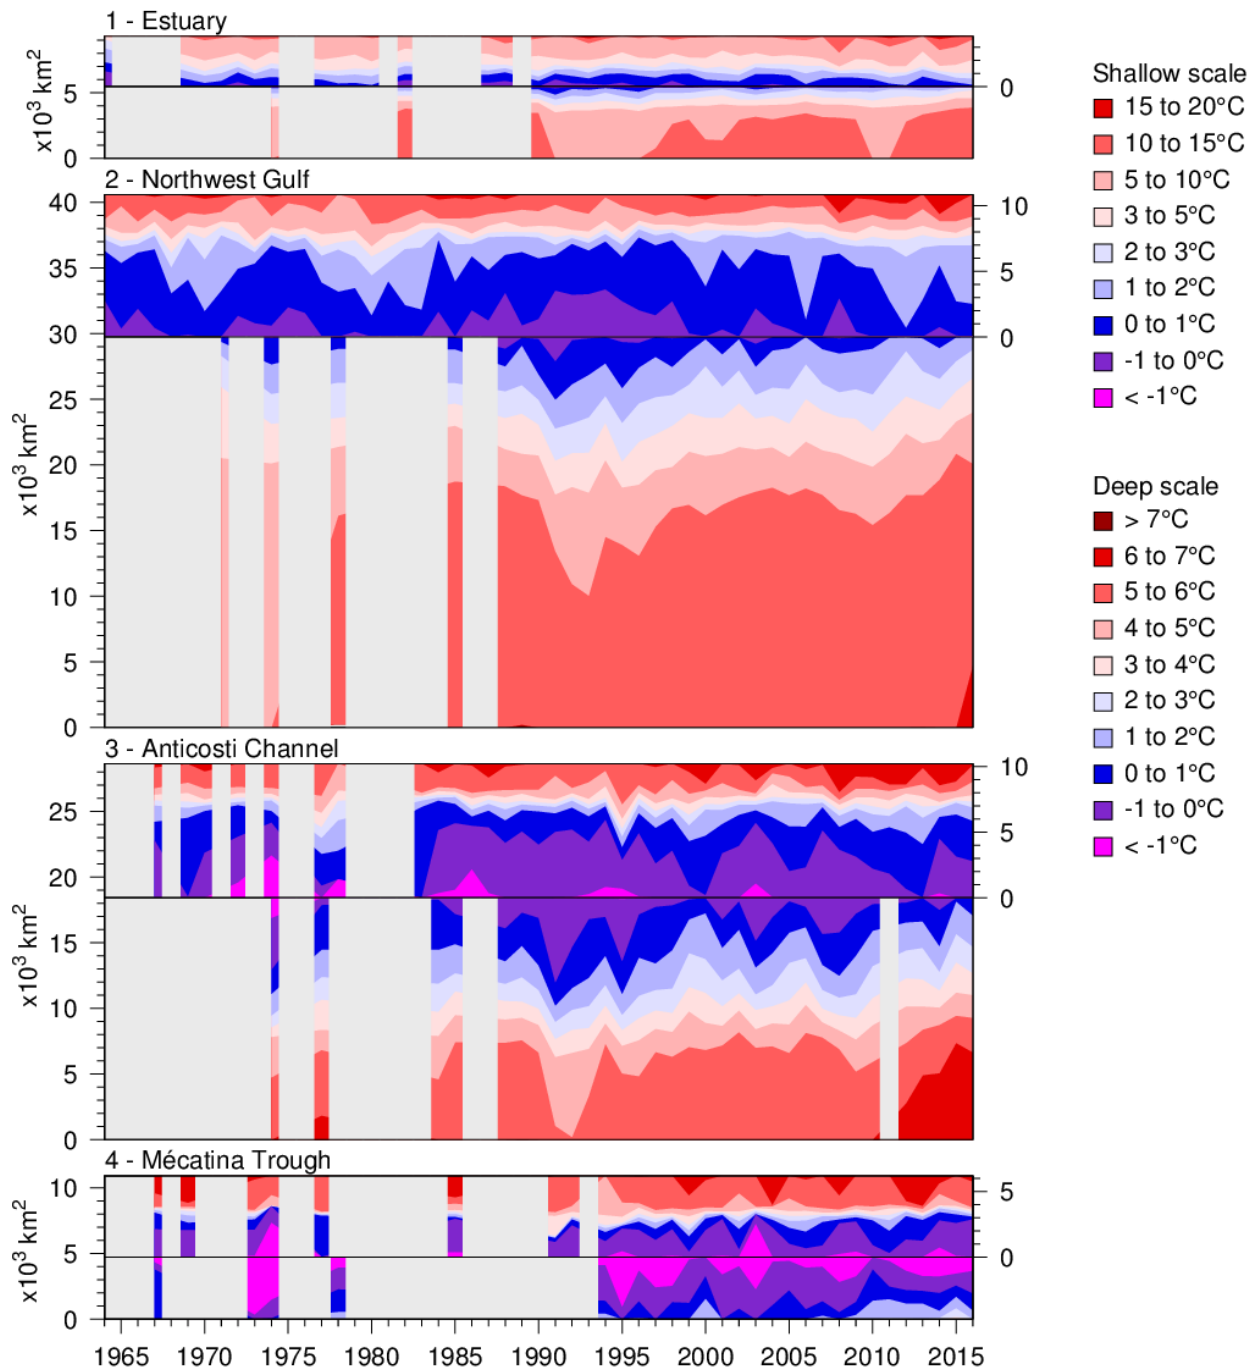 1 - Estuary
5
0
0
x10³ km²
2 - Northwest Gulf
40
35
30
25
20
15
10
5
0
10
5
0
x10³ km²
3 - Anticosti Channel
25
20
15
10
5
0
10
5
0
x10³ km²
4 - Mécatina Trough
10
5
0
5
0
x10³ km²
1965 1970 1975 1980 1985 1990 1995 2000 2005 2010 2015
Shallow scale
15 to 20°C
10 to 15°C
5 to 10°C
3 to 5°C
2 to 3°C
1 to 2°C
0 to 1°C
-1 to 0°C
< -1°C
Deep scale
> 7°C
6 to 7°C
5 to 6°C
4 to 5°C
3 to 4°C
2 to 3°C
1 to 2°C
0 to 1°C
-1 to 0°C
< -1°C